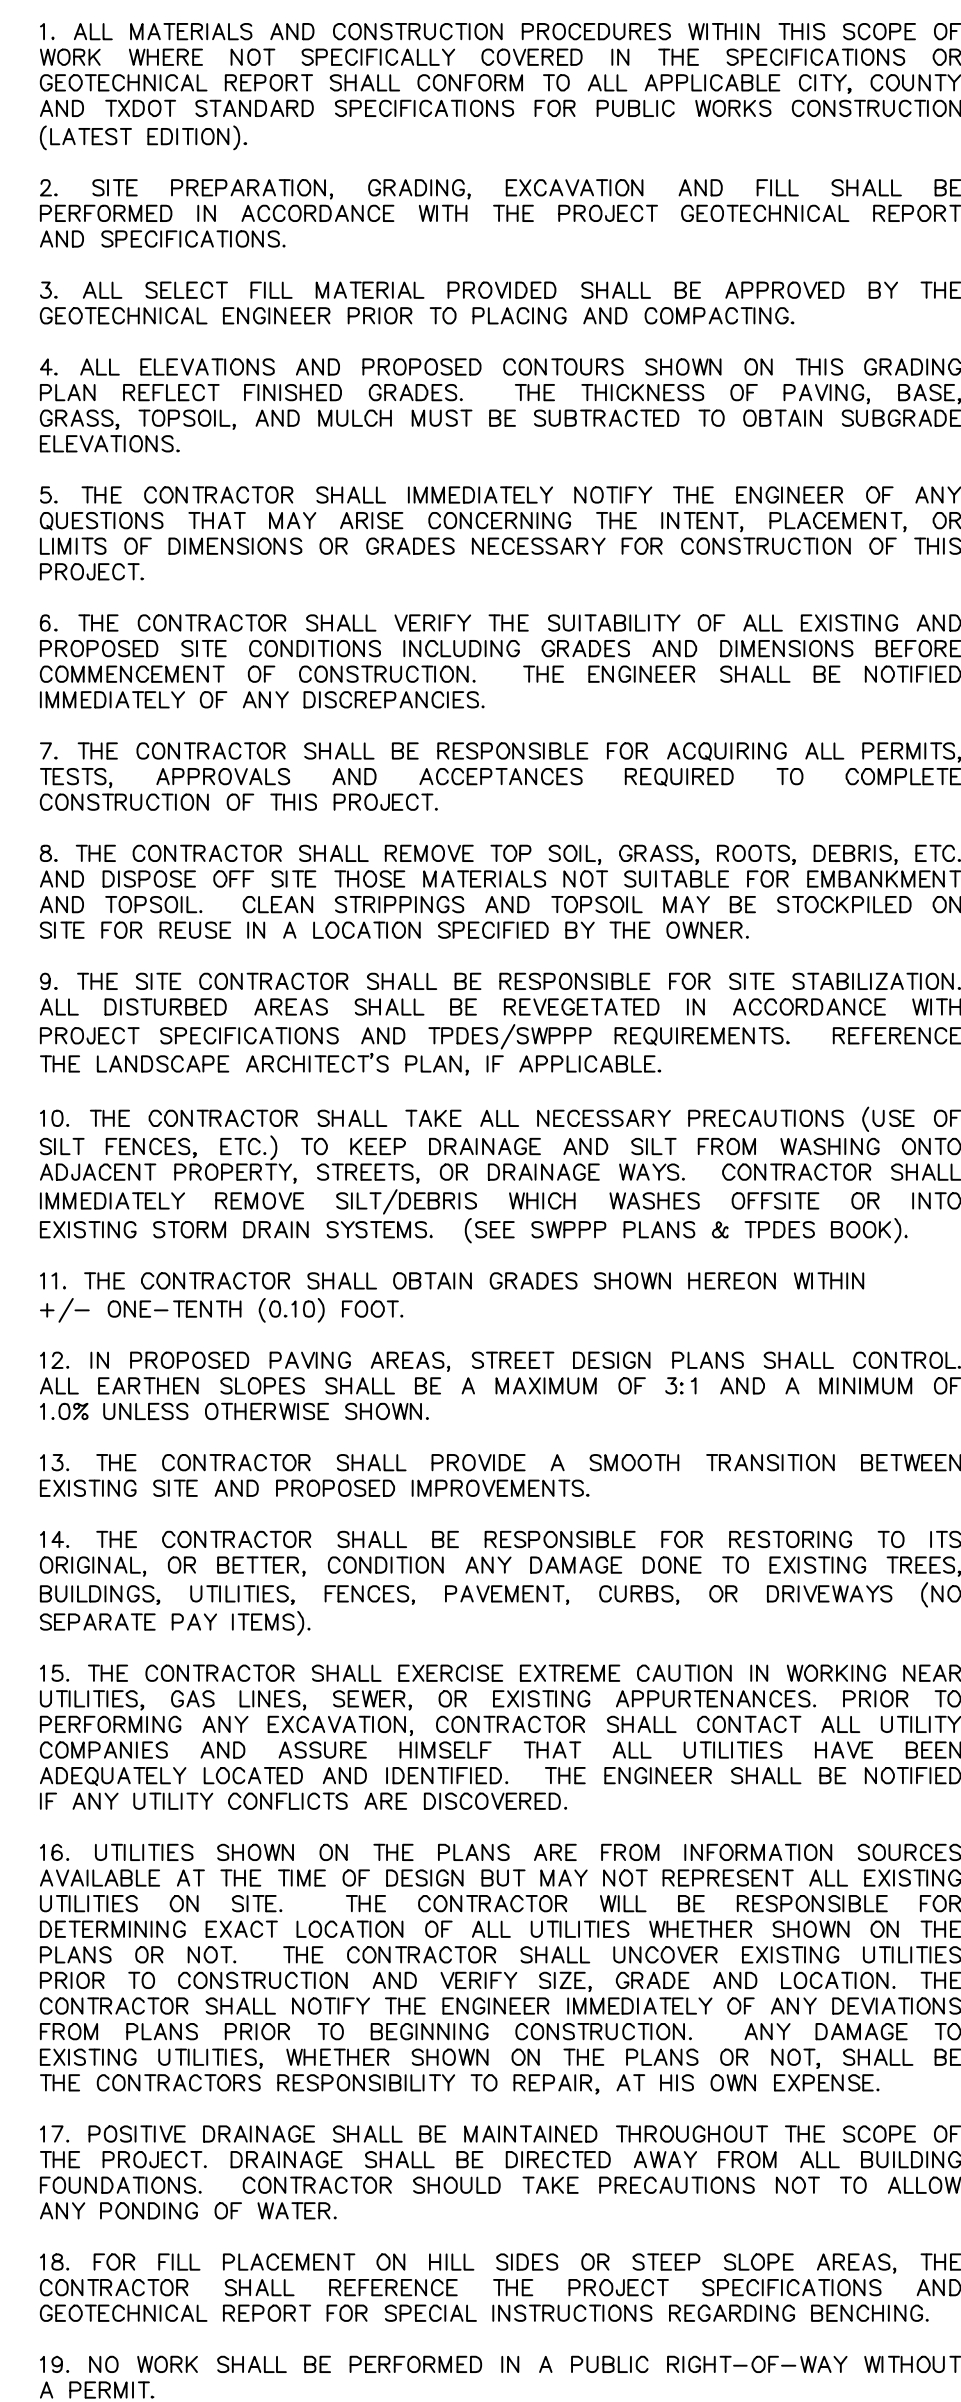 1. ALL MATERIALS AND CONSTRUCTION PROCEDURES WITHIN THIS SCOPE OF
WORK WHERE NOT SPECIFICALLY COVERED IN THE SPECIFICATIONS OR
GEOTECHNICAL REPORT SHALL CONFORM TO ALL APPLICABLE CITY, COUNTY
AND TXDOT STANDARD SPECIFICATIONS FOR PUBLIC WORKS CONSTRUCTION
(LATEST EDITION).
2. SITE PREPARATION, GRADING, EXCAVATION AND FILL SHALL BE
PERFORMED IN ACCORDANCE WITH THE PROJECT GEOTECHNICAL REPORT
AND SPECIFICATIONS.
3. ALL SELECT FILL MATERIAL PROVIDED SHALL BE APPROVED BY THE
GEOTECHNICAL ENGINEER PRIOR TO PLACING AND COMPACTING.
4. ALL ELEVATIONS AND PROPOSED CONTOURS SHOWN ON THIS GRADING
PLAN REFLECT FINISHED GRADES. THE THICKNESS OF PAVING, BASE,
GRASS, TOPSOIL, AND MULCH MUST BE SUBTRACTED TO OBTAIN SUBGRADE
ELEVATIONS.
5. THE CONTRACTOR SHALL IMMEDIATELY NOTIFY THE ENGINEER OF ANY
QUESTIONS THAT MAY ARISE CONCERNING THE INTENT, PLACEMENT, OR
LIMITS OF DIMENSIONS OR GRADES NECESSARY FOR CONSTRUCTION OF THIS
PROJECT.
6. THE CONTRACTOR SHALL VERIFY THE SUITABILITY OF ALL EXISTING AND
PROPOSED SITE CONDITIONS INCLUDING GRADES AND DIMENSIONS BEFORE
COMMENCEMENT OF CONSTRUCTION. THE ENGINEER SHALL BE NOTIFIED
IMMEDIATELY OF ANY DISCREPANCIES.
7. THE CONTRACTOR SHALL BE RESPONSIBLE FOR ACQUIRING ALL PERMITS,
TESTS, APPROVALS AND ACCEPTANCES REQUIRED TO COMPLETE
CONSTRUCTION OF THIS PROJECT.
8. THE CONTRACTOR SHALL REMOVE TOP SOIL, GRASS, ROOTS, DEBRIS, ETC.
AND DISPOSE OFF SITE THOSE MATERIALS NOT SUITABLE FOR EMBANKMENT
AND TOPSOIL. CLEAN STRIPPINGS AND TOPSOIL MAY BE STOCKPILED ON
SITE FOR REUSE IN A LOCATION SPECIFIED BY THE OWNER.
9. THE SITE CONTRACTOR SHALL BE RESPONSIBLE FOR SITE STABILIZATION.
ALL DISTURBED AREAS SHALL BE REVEGETATED IN ACCORDANCE WITH
PROJECT SPECIFICATIONS AND TPDES/SWPPP REQUIREMENTS. REFERENCE
THE LANDSCAPE ARCHITECT'S PLAN, IF APPLICABLE.
10. THE CONTRACTOR SHALL TAKE ALL NECESSARY PRECAUTIONS (USE OF
SILT FENCES, ETC.) TO KEEP DRAINAGE AND SILT FROM WASHING ONTO
ADJACENT PROPERTY, STREETS, OR DRAINAGE WAYS. CONTRACTOR SHALL
IMMEDIATELY REMOVE SILT/DEBRIS WHICH WASHES OFFSITE OR INTO
EXISTING STORM DRAIN SYSTEMS. (SEE SWPPP PLANS & TPDES BOOK).
11. THE CONTRACTOR SHALL OBTAIN GRADES SHOWN HEREON WITHIN
+/− ONE−TENTH (0.10) FOOT.
12. IN PROPOSED PAVING AREAS, STREET DESIGN PLANS SHALL CONTROL.
ALL EARTHEN SLOPES SHALL BE A MAXIMUM OF 3:1 AND A MINIMUM OF
1.0% UNLESS OTHERWISE SHOWN.
13. THE CONTRACTOR SHALL PROVIDE A SMOOTH TRANSITION BETWEEN
EXISTING SITE AND PROPOSED IMPROVEMENTS.
14. THE CONTRACTOR SHALL BE RESPONSIBLE FOR RESTORING TO ITS
ORIGINAL, OR BETTER, CONDITION ANY DAMAGE DONE TO EXISTING TREES,
BUILDINGS, UTILITIES, FENCES, PAVEMENT, CURBS, OR DRIVEWAYS (NO
SEPARATE PAY ITEMS).
15. THE CONTRACTOR SHALL EXERCISE EXTREME CAUTION IN WORKING NEAR
UTILITIES, GAS LINES, SEWER, OR EXISTING APPURTENANCES. PRIOR TO
PERFORMING ANY EXCAVATION, CONTRACTOR SHALL CONTACT ALL UTILITY
COMPANIES AND ASSURE HIMSELF THAT ALL UTILITIES HAVE BEEN
ADEQUATELY LOCATED AND IDENTIFIED. THE ENGINEER SHALL BE NOTIFIED
IF ANY UTILITY CONFLICTS ARE DISCOVERED.
16. UTILITIES SHOWN ON THE PLANS ARE FROM INFORMATION SOURCES
AVAILABLE AT THE TIME OF DESIGN BUT MAY NOT REPRESENT ALL EXISTING
UTILITIES ON SITE. THE CONTRACTOR WILL BE RESPONSIBLE FOR
DETERMINING EXACT LOCATION OF ALL UTILITIES WHETHER SHOWN ON THE
PLANS OR NOT. THE CONTRACTOR SHALL UNCOVER EXISTING UTILITIES
PRIOR TO CONSTRUCTION AND VERIFY SIZE, GRADE AND LOCATION. THE
CONTRACTOR SHALL NOTIFY THE ENGINEER IMMEDIATELY OF ANY DEVIATIONS
FROM PLANS PRIOR TO BEGINNING CONSTRUCTION. ANY DAMAGE TO
EXISTING UTILITIES, WHETHER SHOWN ON THE PLANS OR NOT, SHALL BE
THE CONTRACTORS RESPONSIBILITY TO REPAIR, AT HIS OWN EXPENSE.
17. POSITIVE DRAINAGE SHALL BE MAINTAINED THROUGHOUT THE SCOPE OF
THE PROJECT. DRAINAGE SHALL BE DIRECTED AWAY FROM ALL BUILDING
FOUNDATIONS. CONTRACTOR SHOULD TAKE PRECAUTIONS NOT TO ALLOW
ANY PONDING OF WATER.
18. FOR FILL PLACEMENT ON HILL SIDES OR STEEP SLOPE AREAS, THE
CONTRACTOR SHALL REFERENCE THE PROJECT SPECIFICATIONS AND
GEOTECHNICAL REPORT FOR SPECIAL INSTRUCTIONS REGARDING BENCHING.
19. NO WORK SHALL BE PERFORMED IN A PUBLIC RIGHT−OF−WAY WITHOUT
A PERMIT.